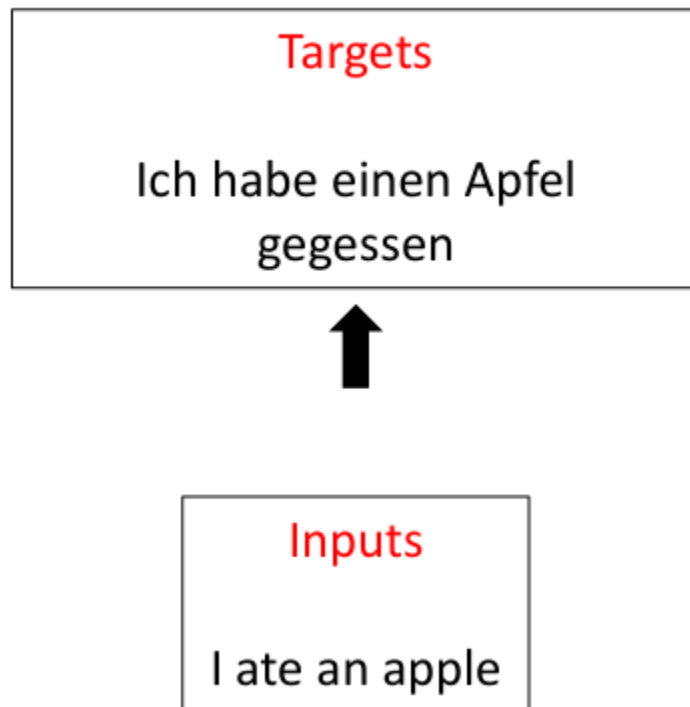 Targets
Ich habe einen Apfel
gegessen
Inputs
I ate an apple